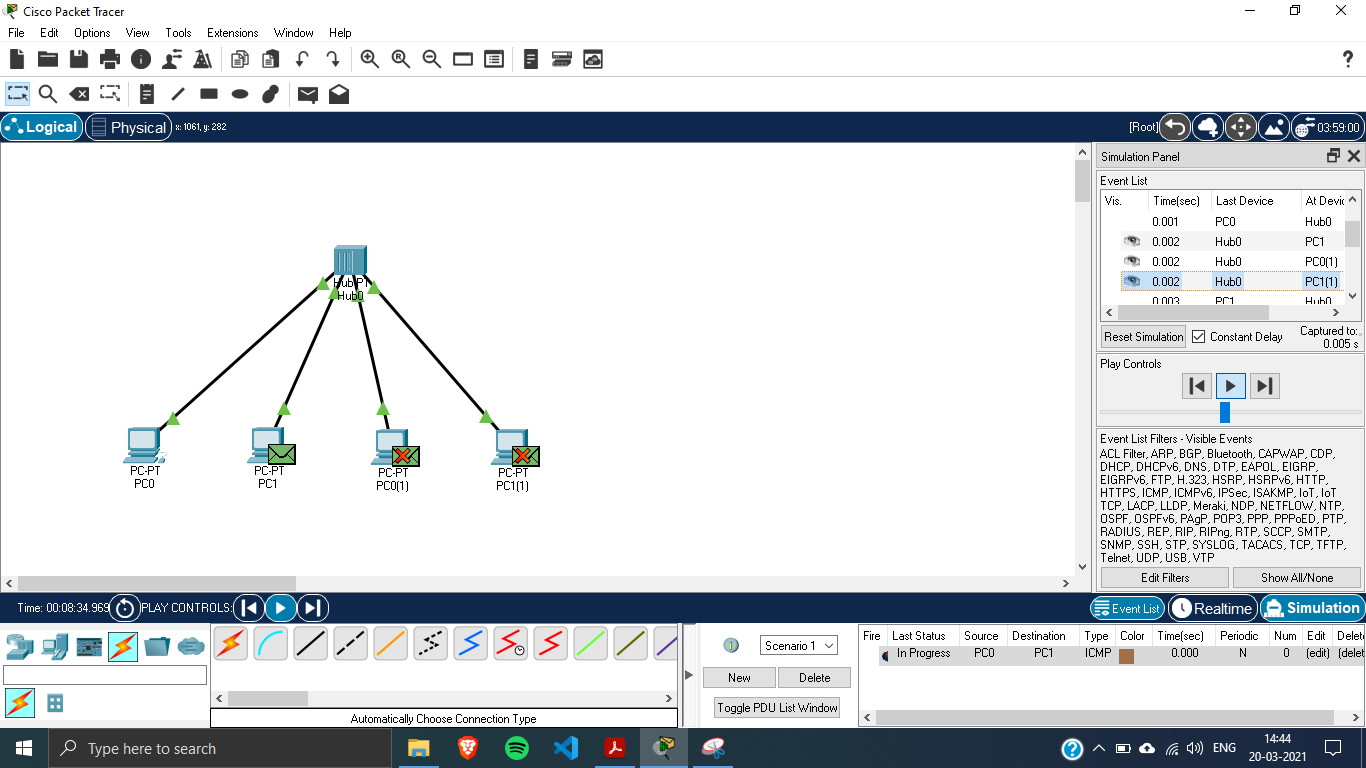 Cisco Packet Tracer
File Edit Options View Tools Extensions Window Help
Logical Physical x: 1061, y: 282 [Root] 03:59:00
Simulation Panel
Event List
Vis. Time(sec) Last Device At Devic
0.001 PC0 Hub0
0.002 Hub0 PC1
0.002 Hub0 PC0(1)
0.002 Hub0 PC1(1)
0.003 PC1 Hub0
Reset Simulation Constant Delay Captured to:
0.005 s
Play Controls
Event List Filters - Visible Events
ACL Filter, ARP, BGP, Bluetooth, CAPWAP, CDP,
DHCP, DHCPv6, DNS, DTP, EAPOL, EIGRP,
EIGRPv6, FTP, H.323, HSRP, HSRPv6, HTTP,
HTTPS, ICMP, ICMPv6, IPSec, ISAKMP, IoT, IoT
TCP, LACP, LLDP, Meraki, NDP, NETFLOW, NTP,
OSPF, OSPFv6, PAgP, POP3, PPP, PPPoED, PTP,
RADIUS, REP, RIP, RIPng, RTP, SCCP, SMTP,
SNMP, SSH, STP, SYSLOG, TACACS, TCP, TFTP,
Telnet, UDP, USB, VTP
Edit Filters Show All/None
Hub-PT
Hub0
PC-PT
PC0
PC-PT
PC1
PC-PT
PC0(1)
PC-PT
PC1(1)
Time: 00:08:34.969 PLAY CONTROLS: Event List Realtime Simulation
Automatically Choose Connection Type
Scenario 1
New Delete
Toggle PDU List Window
Fire Last Status Source Destination Type Color Time(sec) Periodic Num Edit Delete
In Progress PC0 PC1 ICMP 0.000 N 0 (edit) (delet
Type here to search
ENG
14:44
20-03-2021